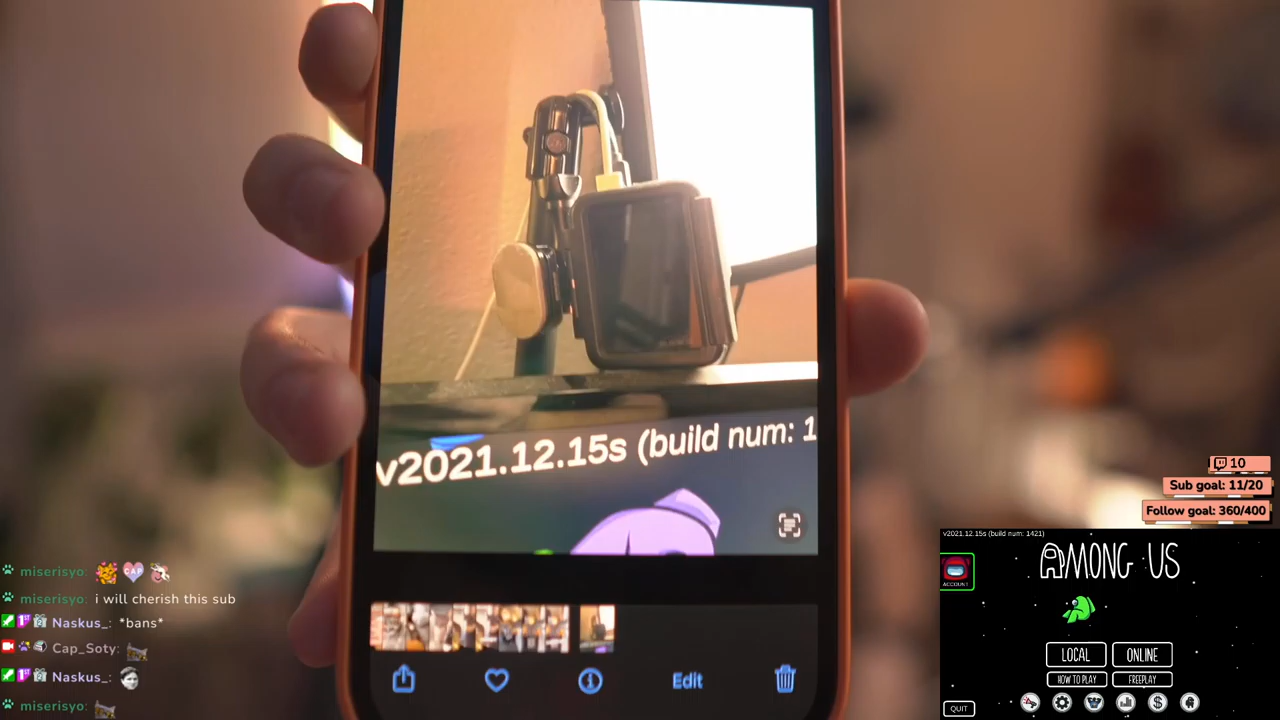 v2021.12.15s (build num: 1
Edit
10
Sub goal: 11/20
Follow goal: 360/400
miserisyo: CAP
miserisyo: i will cherish this sub
Naskus_: *bans*
Cap_Soty:
Naskus_:
miserisyo:
v2021.12.15s (build num: 1421)
ACCOUNT
AMONG US
LOCAL
ONLINE
HOW TO PLAY
FREEPLAY
QUIT